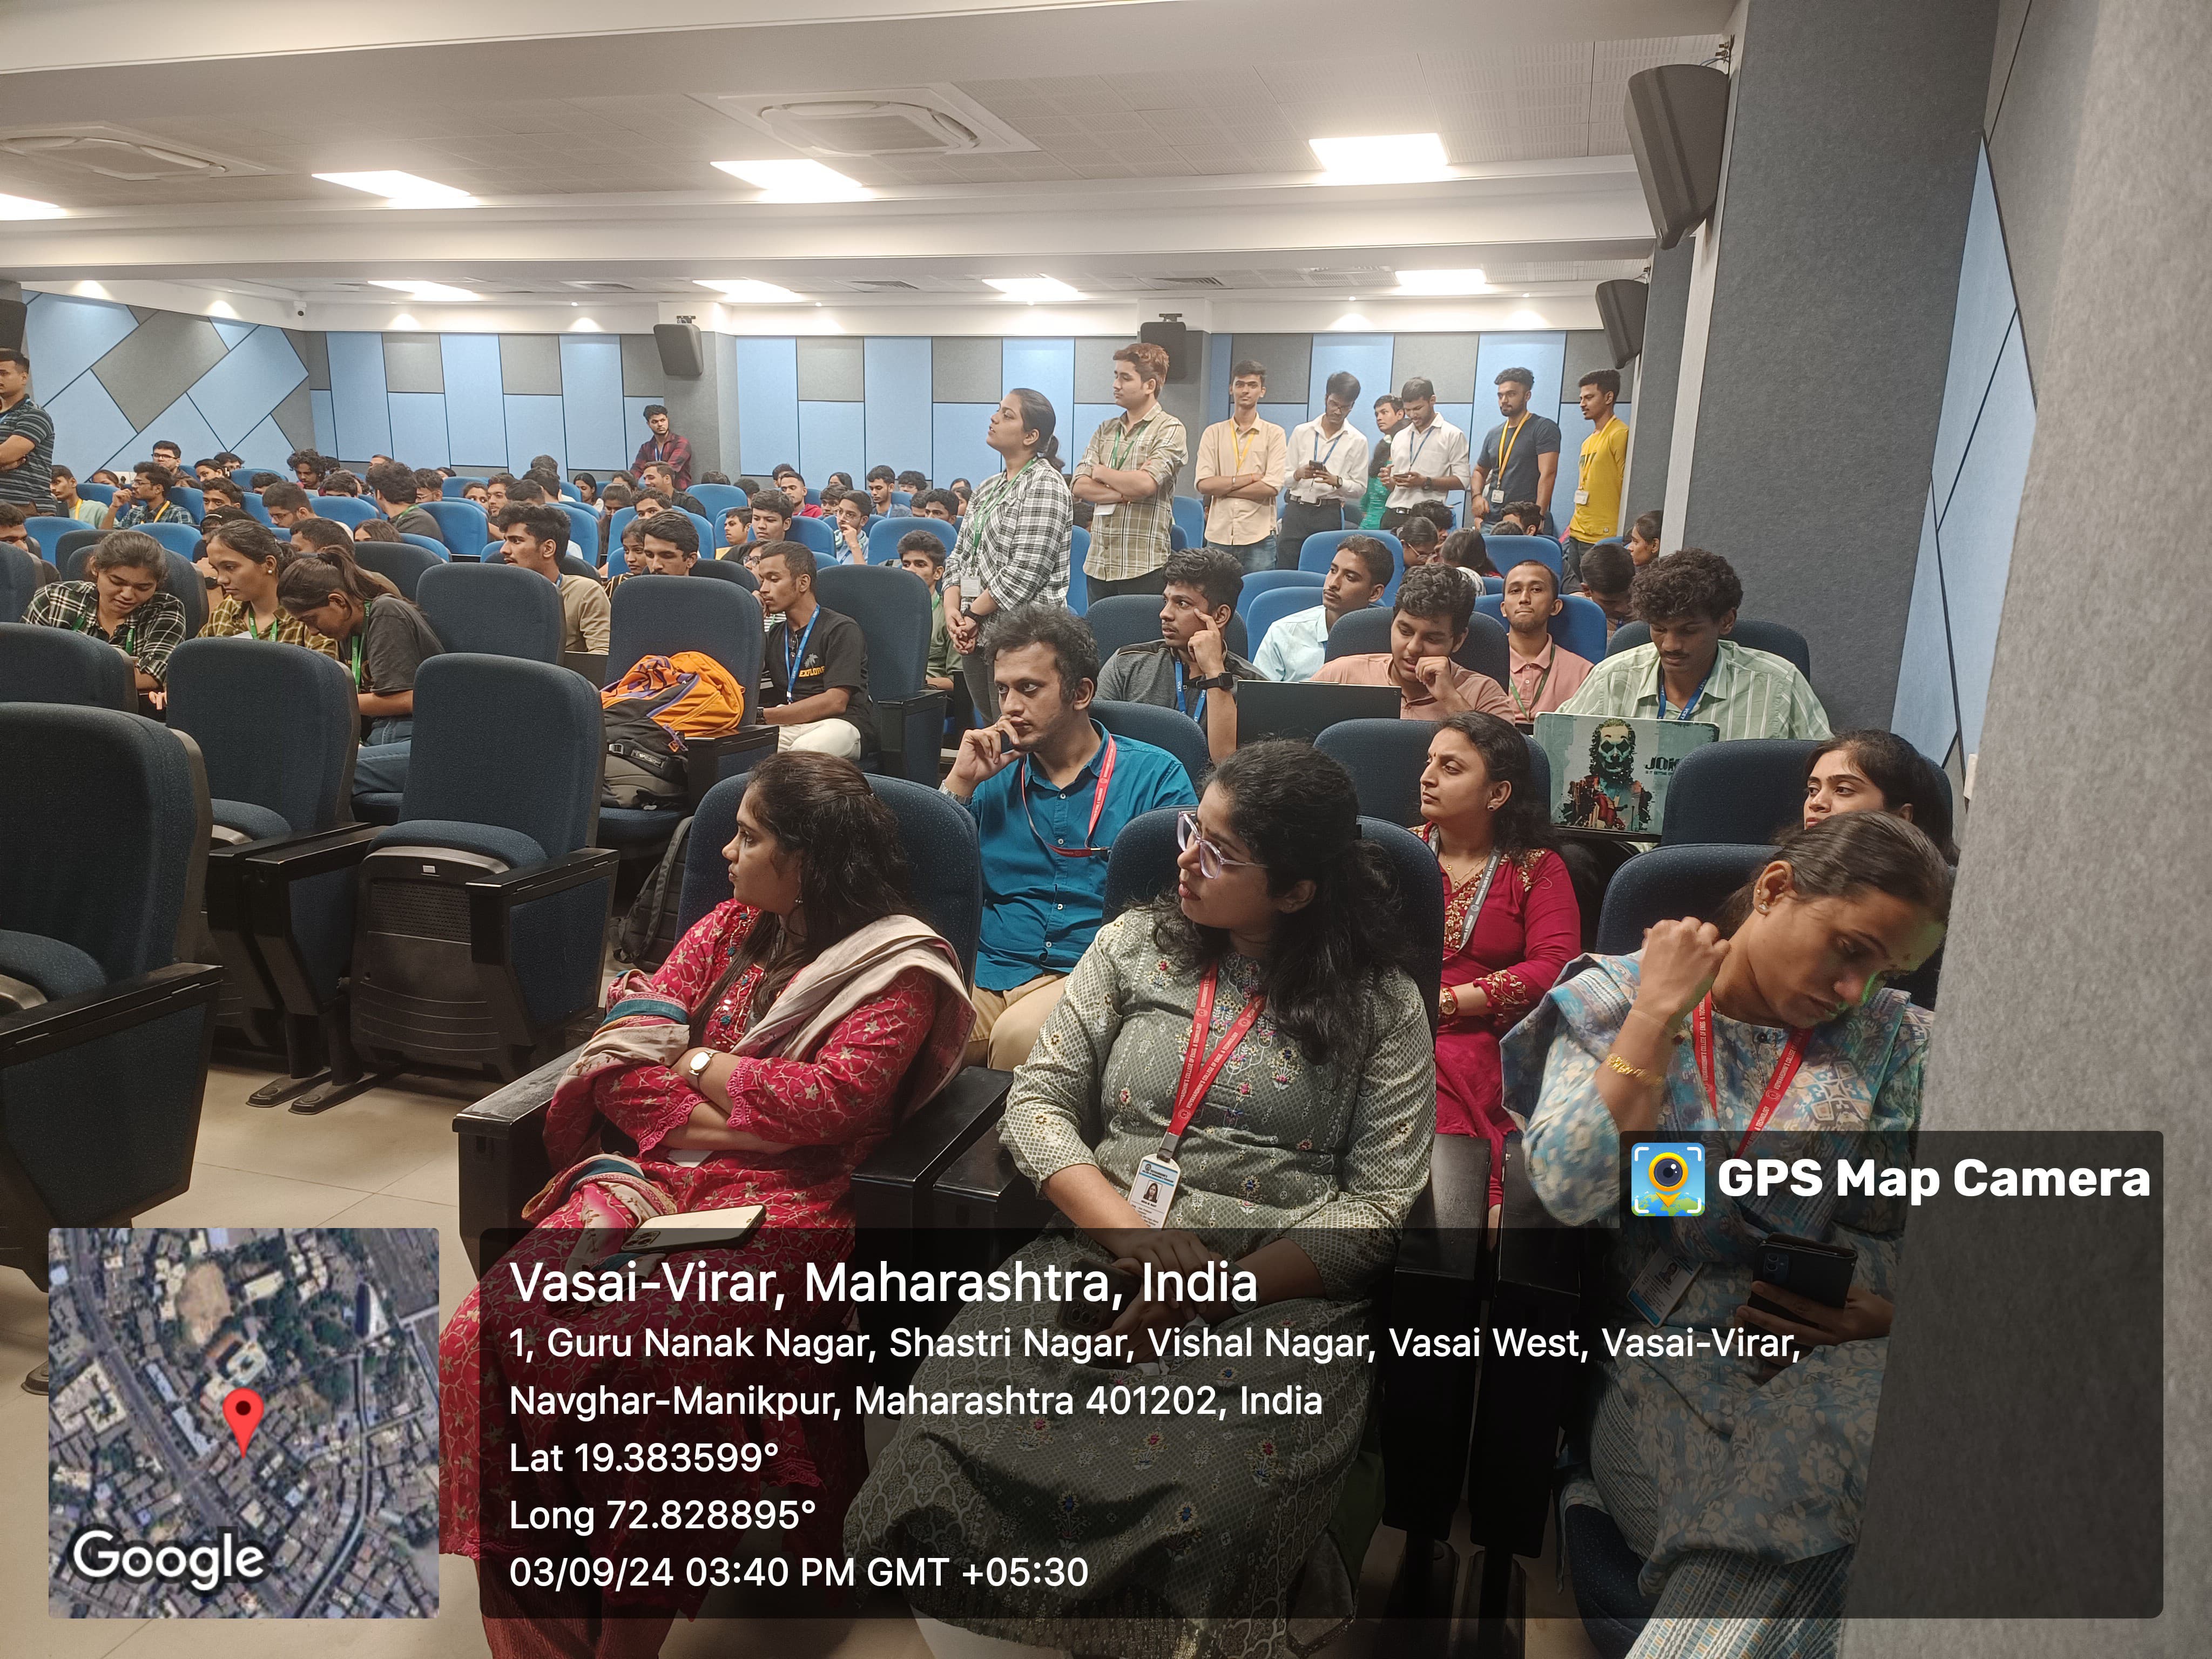 EXPLORE
JOK
GPS Map Camera
Vasai-Virar, Maharashtra, India
1, Guru Nanak Nagar, Shastri Nagar, Vishal Nagar, Vasai West, Vasai-Virar,
Navghar-Manikpur, Maharashtra 401202, India
Lat 19.383599°
Long 72.828895°
03/09/24 03:40 PM GMT +05:30
Google